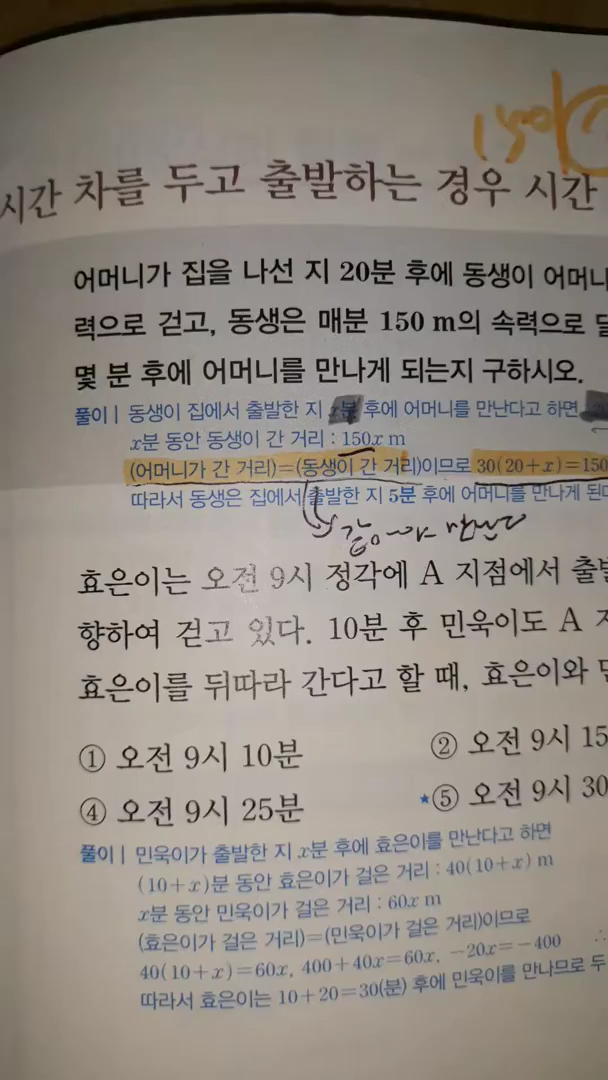 시간 차를 두고 출발하는 경우 시간
어머니가 집을 나선 지 20분 후에 동생이 어머니
력으로 걷고, 동생은 매분 150 m의 속력으로 달
몇 분 후에 어머니를 만나게 되는지 구하시오.
풀이 | 동생이 집에서 출발한 지 x분 후에 어머니를 만난다고 하면
x분 동안 동생이 간 거리 : 150x m
(어머니가 간 거리)=(동생이 간 거리)이므로 30(20+x)=150
따라서 동생은 집에서 출발한 지 5분 후에 어머니를 만나게 된다
같아야 만난다
효은이는 오전 9시 정각에 A 지점에서 출발
향하여 걷고 있다. 10분 후 민욱이도 A 지
효은이를 뒤따라 간다고 할 때, 효은이와 민
① 오전 9시 10분 ② 오전 9시 15
④ 오전 9시 25분 ★⑤ 오전 9시 30
풀이 | 민욱이가 출발한 지 x분 후에 효은이를 만난다고 하면
(10+x)분 동안 효은이가 걸은 거리 : 40(10+x) m
x분 동안 민욱이가 걸은 거리 : 60x m
(효은이가 걸은 거리)=(민욱이가 걸은 거리)이므로
40(10+x)=60x, 400+40x=60x, -20x=-400 ∴
따라서 효은이는 10+20=30(분) 후에 민욱이를 만나므로 두